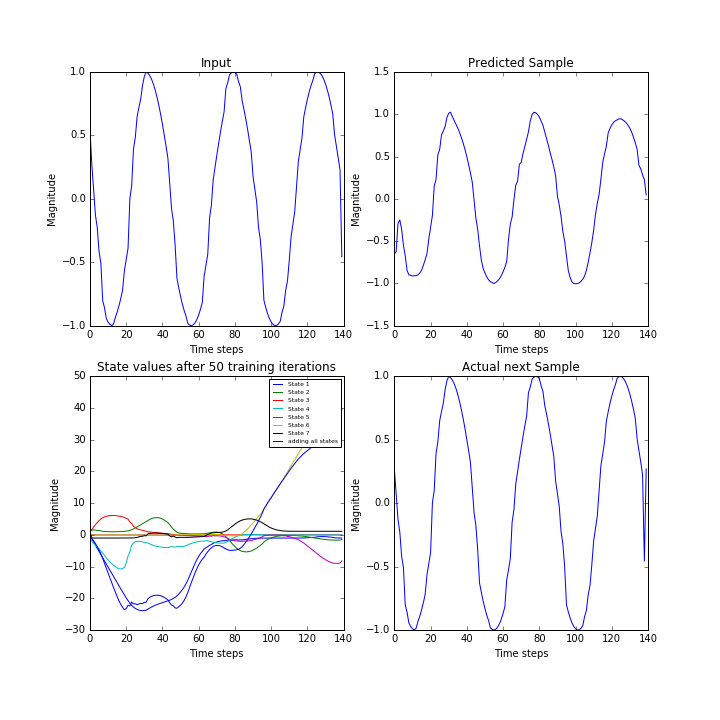 Input
1.0
0.5
0.0
−0.5
−1.0
Magnitude
0 20 40 60 80 100 120 140
Time steps
Predicted Sample
1.5
1.0
0.5
0.0
−0.5
−1.0
−1.5
Magnitude
0 20 40 60 80 100 120 140
Time steps
State values after 50 training iterations
50
40
30
20
10
0
−10
−20
−30
Magnitude
0 20 40 60 80 100 120 140
Time steps
State 1
State 2
State 3
State 4
State 5
State 6
State 7
adding all states
Actual next Sample
1.0
0.5
0.0
−0.5
−1.0
Magnitude
0 20 40 60 80 100 120 140
Time steps